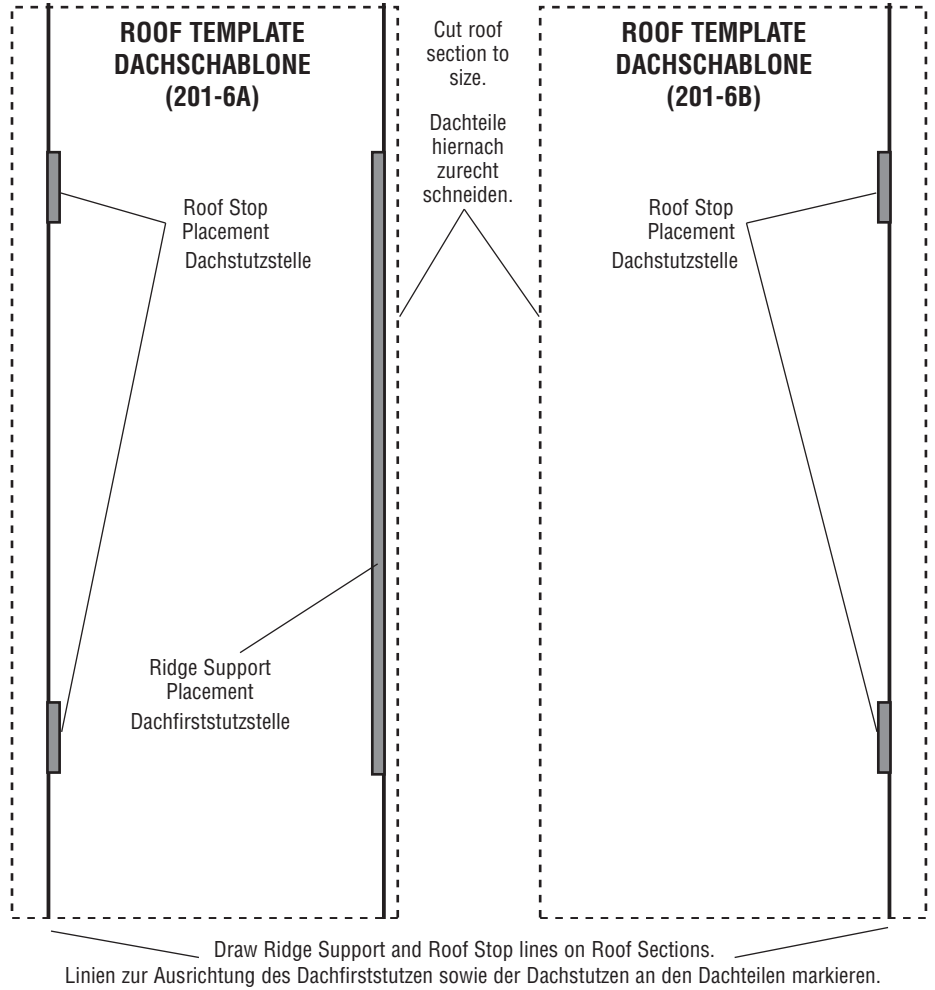 ROOF TEMPLATE
DACHSCHABLONE
(201-6A)
Cut roof
section to
size.
Dachteile
hiernach
zurecht
schneiden.
ROOF TEMPLATE
DACHSCHABLONE
(201-6B)
Roof Stop
Placement
Dachstutzstelle
Roof Stop
Placement
Dachstutzstelle
Ridge Support
Placement
Dachfirststutzstelle
Draw Ridge Support and Roof Stop lines on Roof Sections.
Linien zur Ausrichtung des Dachfirststutzen sowie der Dachstutzen an den Dachteilen markieren.